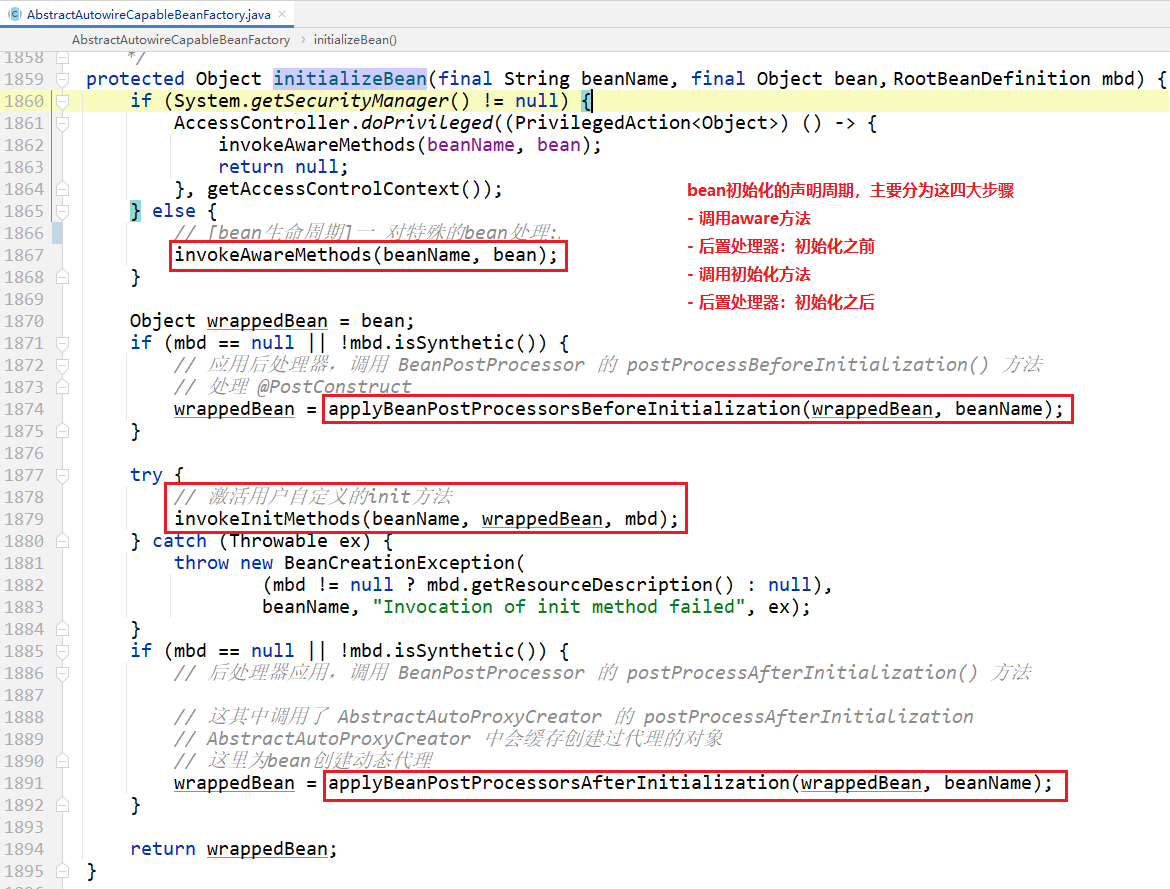 AbstractAutowireCapableBeanFactory.java
AbstractAutowireCapableBeanFactory › initializeBean()
1858 */
1859 protected Object initializeBean(final String beanName, final Object bean,RootBeanDefinition mbd) {
1860 if (System.getSecurityManager() != null) {
1861 AccessController.doPrivileged((PrivilegedAction<Object>) () -> {
1862 invokeAwareMethods(beanName, bean);
1863 return null;
1864 }, getAccessControlContext());
1865 } else {
1866 // [bean生命周期]一 对特殊的bean处理:
1867 invokeAwareMethods(beanName, bean);
1868 }
bean初始化的声明周期，主要分为这四大步骤
- 调用aware方法
- 后置处理器：初始化之前
- 调用初始化方法
- 后置处理器：初始化之后
1869
1870 Object wrappedBean = bean;
1871 if (mbd == null || !mbd.isSynthetic()) {
1872 // 应用后处理器，调用 BeanPostProcessor 的 postProcessBeforeInitialization() 方法
1873 // 处理 @PostConstruct
1874 wrappedBean = applyBeanPostProcessorsBeforeInitialization(wrappedBean, beanName);
1875 }
1876
1877 try {
1878 // 激活用户自定义的init方法
1879 invokeInitMethods(beanName, wrappedBean, mbd);
1880 } catch (Throwable ex) {
1881 throw new BeanCreationException(
1882 (mbd != null ? mbd.getResourceDescription() : null),
1883 beanName, "Invocation of init method failed", ex);
1884 }
1885 if (mbd == null || !mbd.isSynthetic()) {
1886 // 后处理器应用，调用 BeanPostProcessor 的 postProcessAfterInitialization() 方法
1887
1888 // 这其中调用了 AbstractAutoProxyCreator 的 postProcessAfterInitialization
1889 // AbstractAutoProxyCreator 中会缓存创建过代理的对象
1890 // 这里为bean创建动态代理
1891 wrappedBean = applyBeanPostProcessorsAfterInitialization(wrappedBean, beanName);
1892 }
1893
1894 return wrappedBean;
1895 }